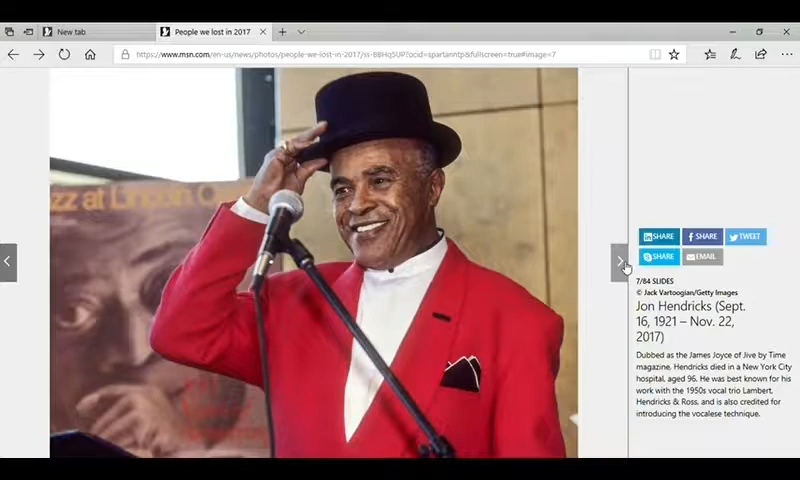 New tab
People we lost in 2017
https://www.msn.com/en-us/news/photos/people-we-lost-in-2017/ss-BBHq5UP?ocid=spartanntp&fullscreen=true#image=7
zz at Lincoln Ce
SHARE
SHARE
TWEET
SHARE
EMAIL
7/84 SLIDES
© Jack Vartoogian/Getty Images
Jon Hendricks (Sept.
16, 1921 – Nov. 22,
2017)
Dubbed as the James Joyce of Jive by Time
magazine, Hendricks died in a New York City
hospital, aged 96. He was best known for his
work with the 1950s vocal trio Lambert,
Hendricks & Ross, and is also credited for
introducing the vocalese technique.